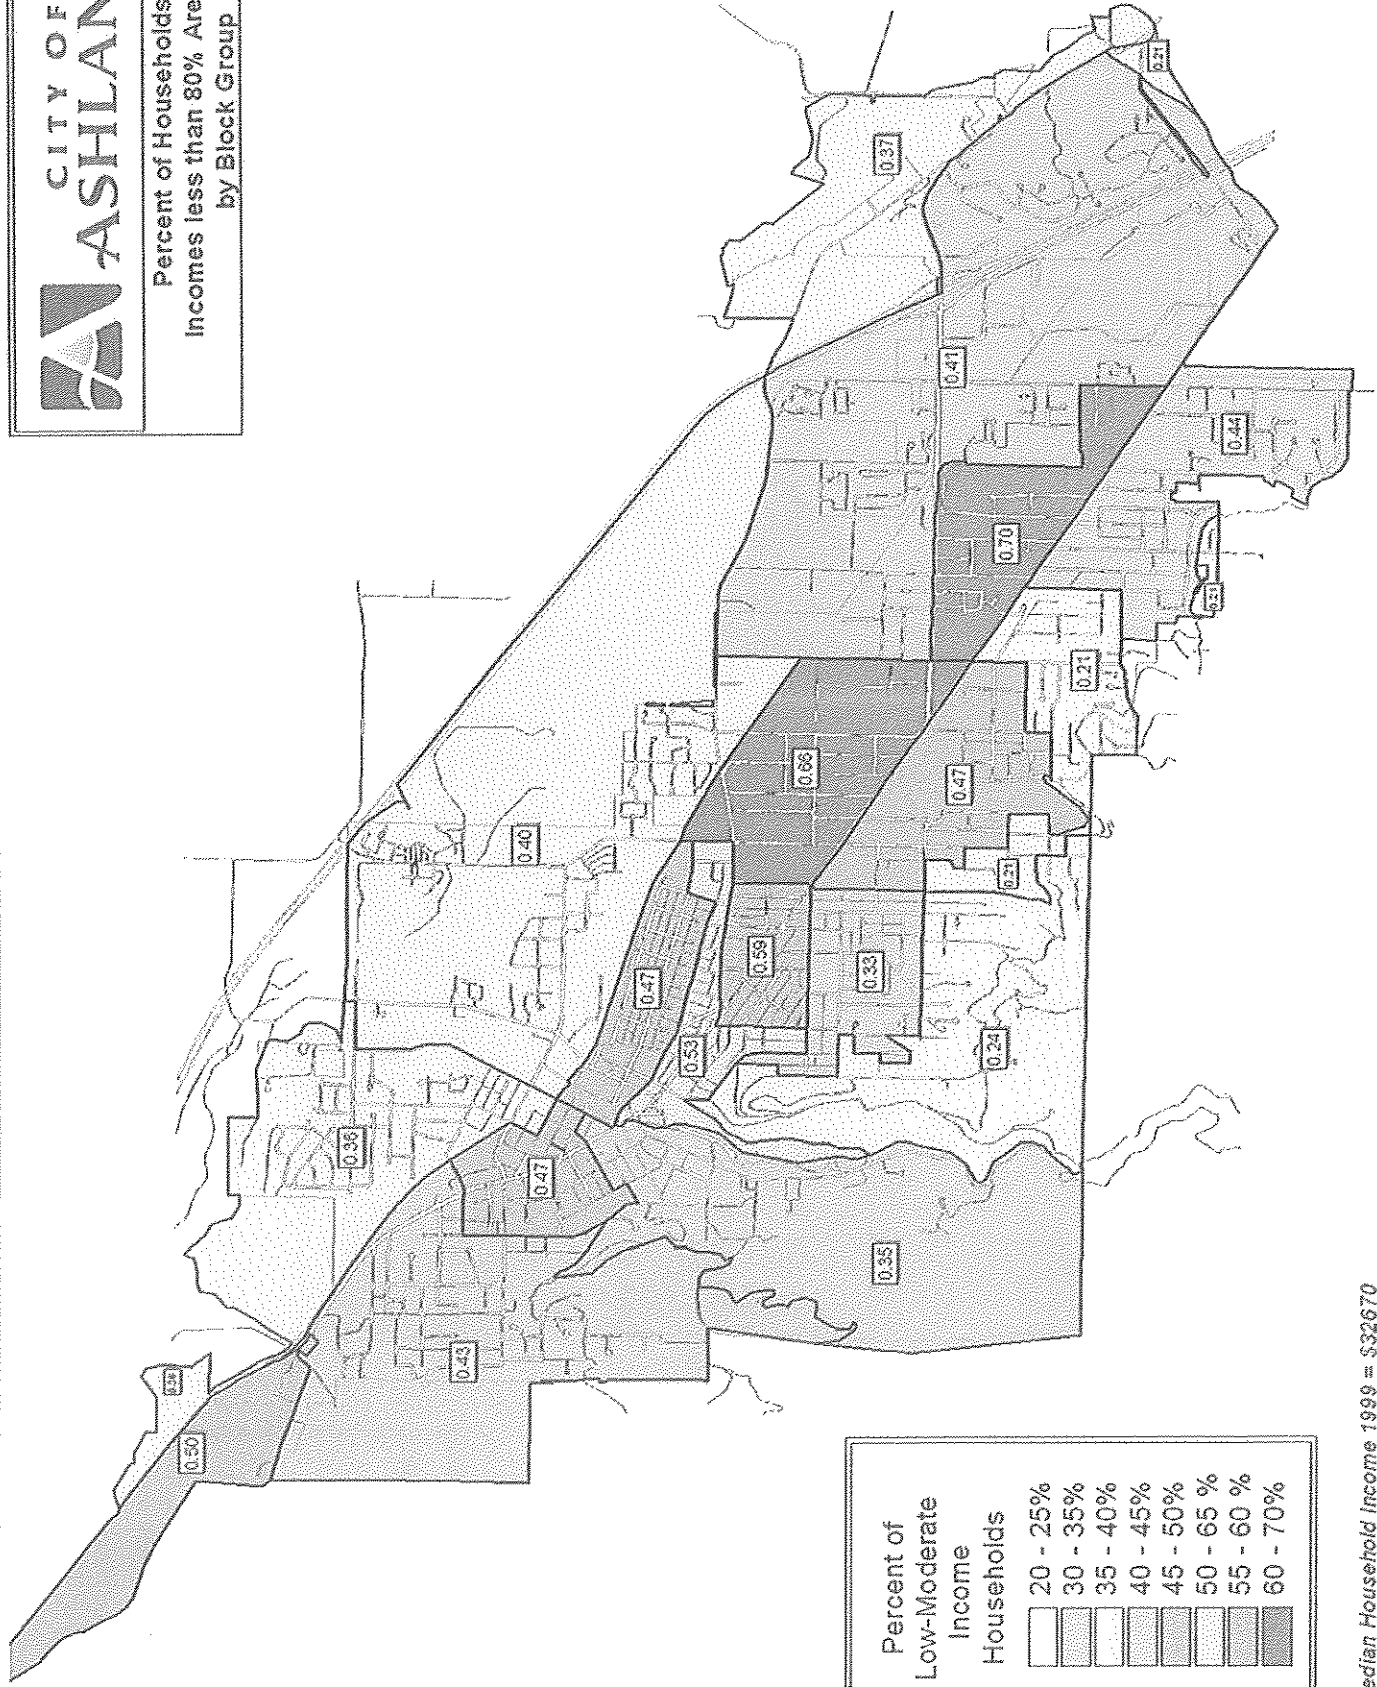 CITY OF
ASHLAN
Percent of Households
Incomes less than 80% Are
by Block Group
0.21
0.37
0.41
0.44
0.70
0.21
0.21
0.66
0.47
0.40
0.21
0.59
0.33
0.47
0.53
0.24
0.36
0.47
0.35
0.43
0.50
Percent of
Low-Moderate
Income
Households
20 - 25%
30 - 35%
35 - 40%
40 - 45%
45 - 50%
50 - 65 %
55 - 60 %
60 - 70%
edian Household Income 1999 = $32670